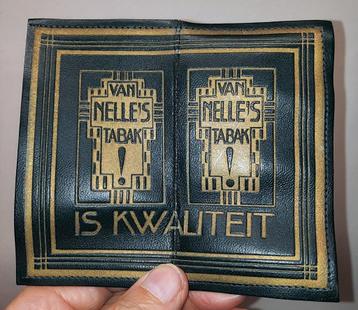 VAN
NELLE'S
TABAK
!
VAN
NELLE'S
TABAK
!
IS KWALITEIT